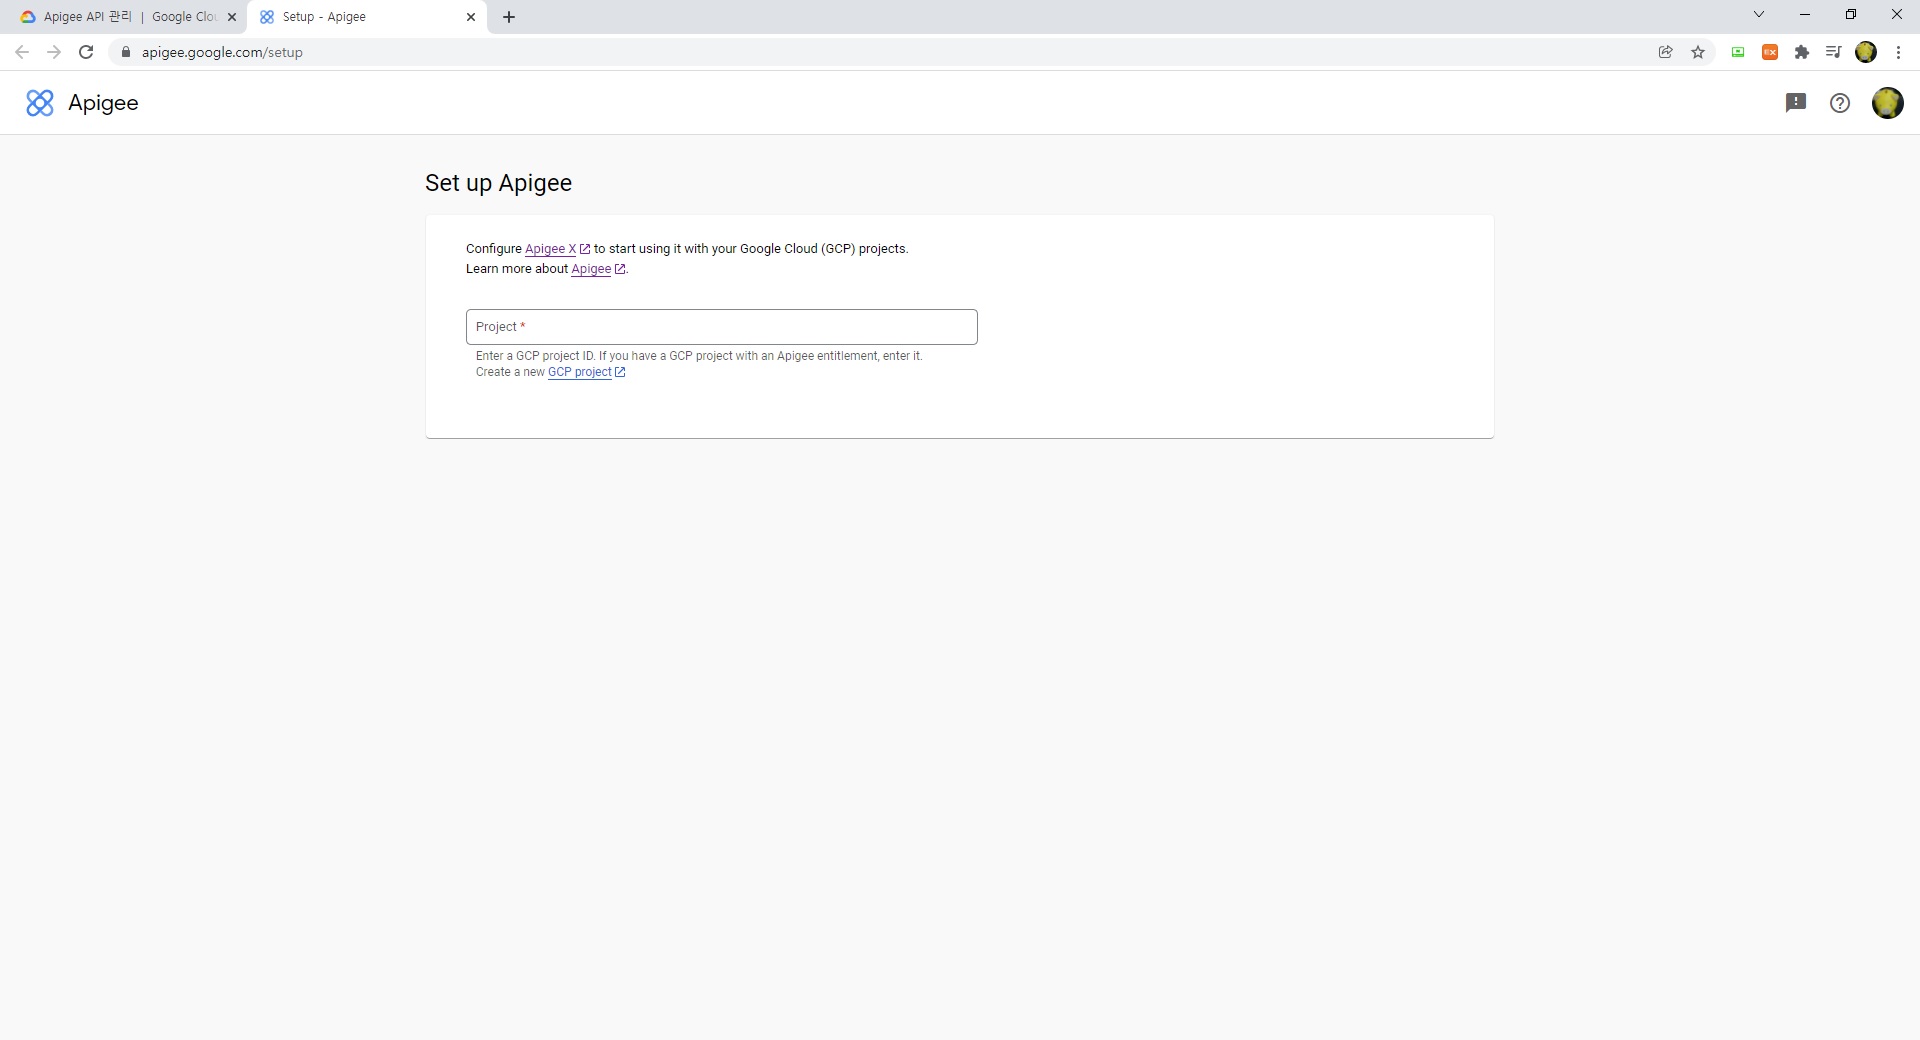 Apigee API 관리 | Google Clou
Setup - Apigee
apigee.google.com/setup
EX
Apigee
Set up Apigee
Configure Apigee X to start using it with your Google Cloud (GCP) projects.
Learn more about Apigee.
Project *
Enter a GCP project ID. If you have a GCP project with an Apigee entitlement, enter it.
Create a new GCP project